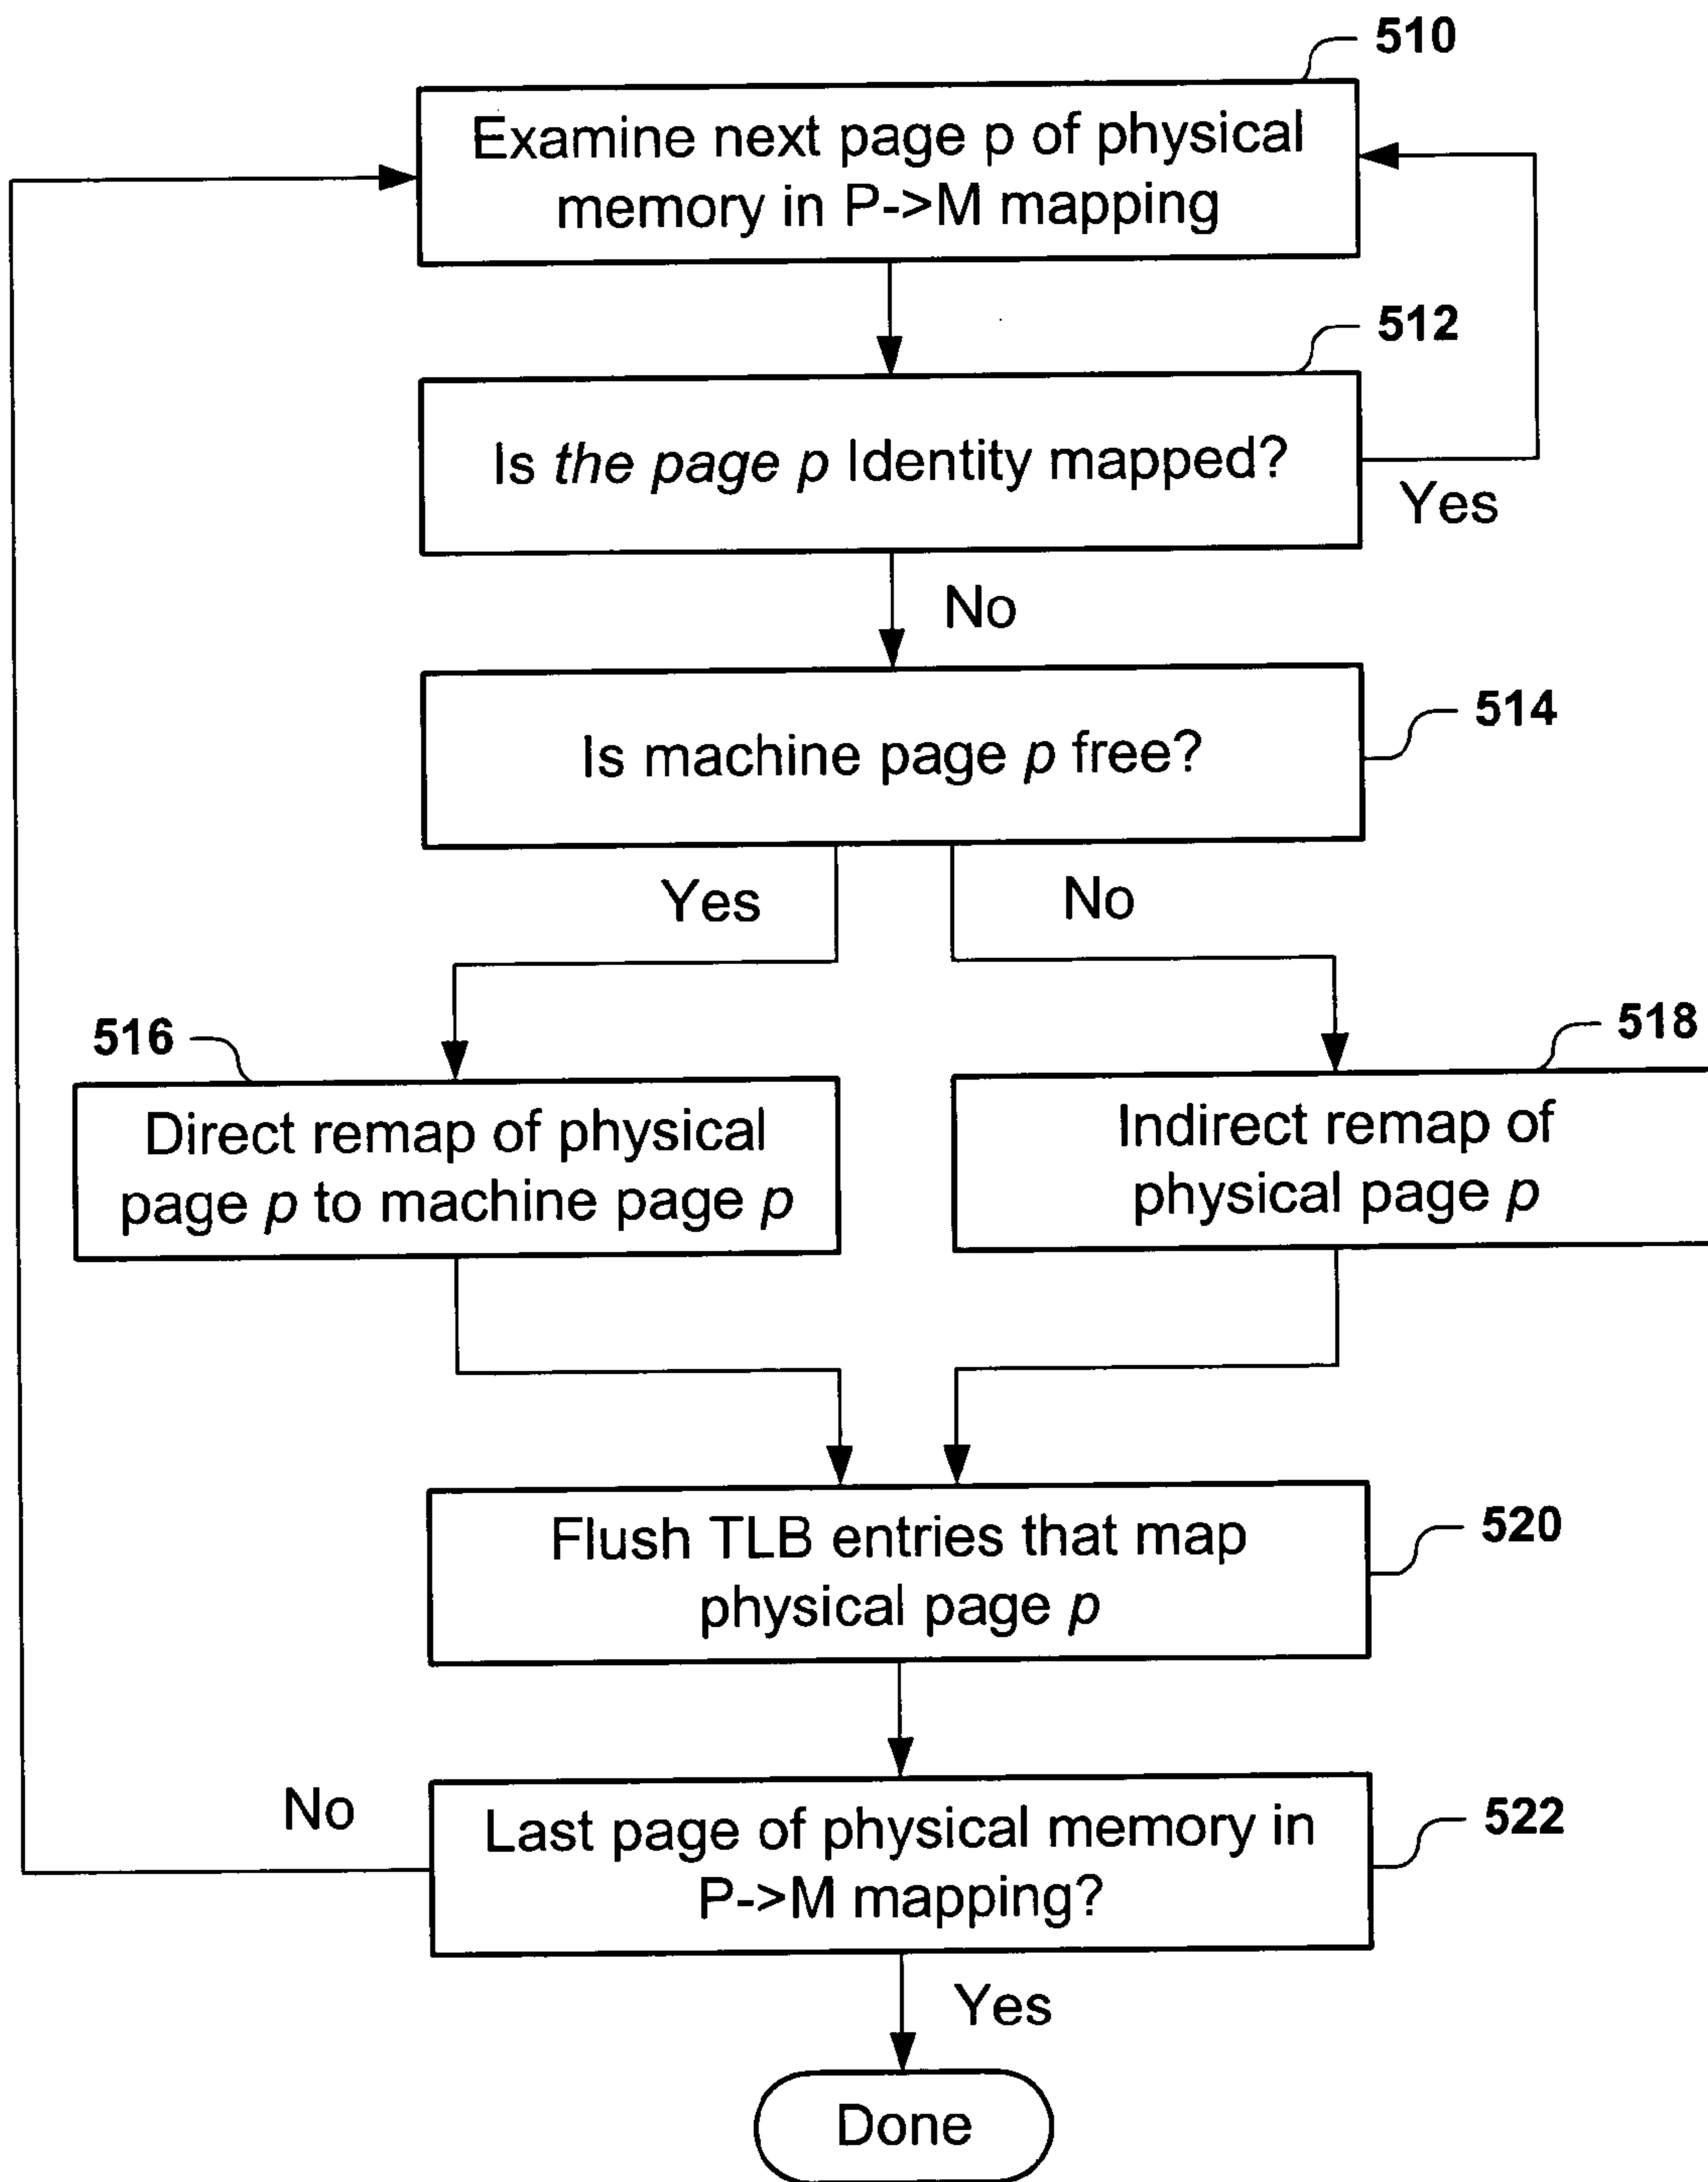 510
Examine next page p of physical
memory in P->M mapping
512
Is the page p Identity mapped?
Yes
No
514
Is machine page p free?
Yes
No
516
518
Direct remap of physical
page p to machine page p
Indirect remap of
physical page p
520
Flush TLB entries that map
physical page p
No
522
Last page of physical memory in
P->M mapping?
Yes
Done